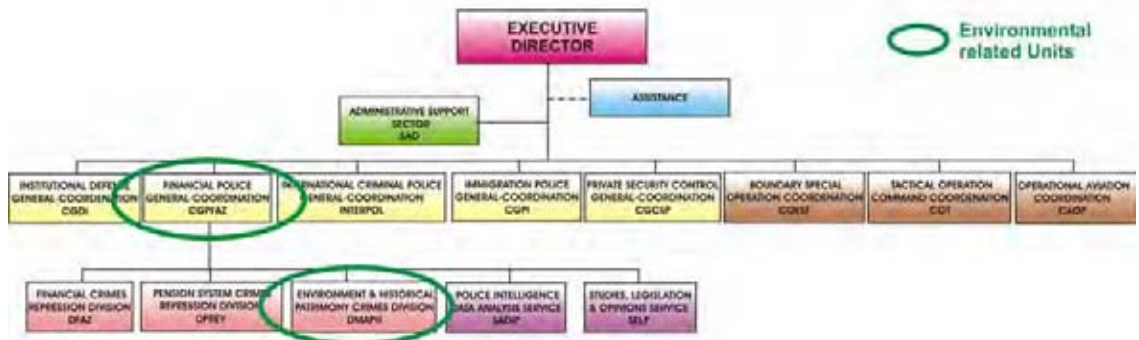 EXECUTIVE
DIRECTOR
Environmental
related Units
ASSISTANCE
ADMINISTRATIVE SUPPORT
SECTOR
SAD
INSTITUTIONAL DEFENSE
GENERAL-COORDINATION
CGDI
FINANCIAL POLICE
GENERAL-COORDINATION
CGPFAZ
INTERNATIONAL CRIMINAL POLICE
GENERAL-COORDINATION
INTERPOL
IMMIGRATION POLICE
GENERAL-COORDINATION
CGPI
PRIVATE SECURITY CONTROL
GENERAL-COORDINATION
CGCSP
BOUNDARY SPECIAL
OPERATION COORDENATION
TACTICAL OPERATION
COMMAND COORDENATION
COT
OPERATIONAL AVIATION
COORDINATION
CAOP
FINANCIAL CRIMES
REPRESSION DIVISION
DFAZ
PENSION SYSTEM CRIMES
REPRESSION DIVISION
DPREV
ENVIRONMENT & HISTORICAL
PATRIMONY CRIMES DIVISION
DMAPH
POLICE INTELLIGENCE
DATA ANALYSIS SERVICE
SADIP
STUDIES, LEGISLATION
& OPINIONS SERVICE
SELP